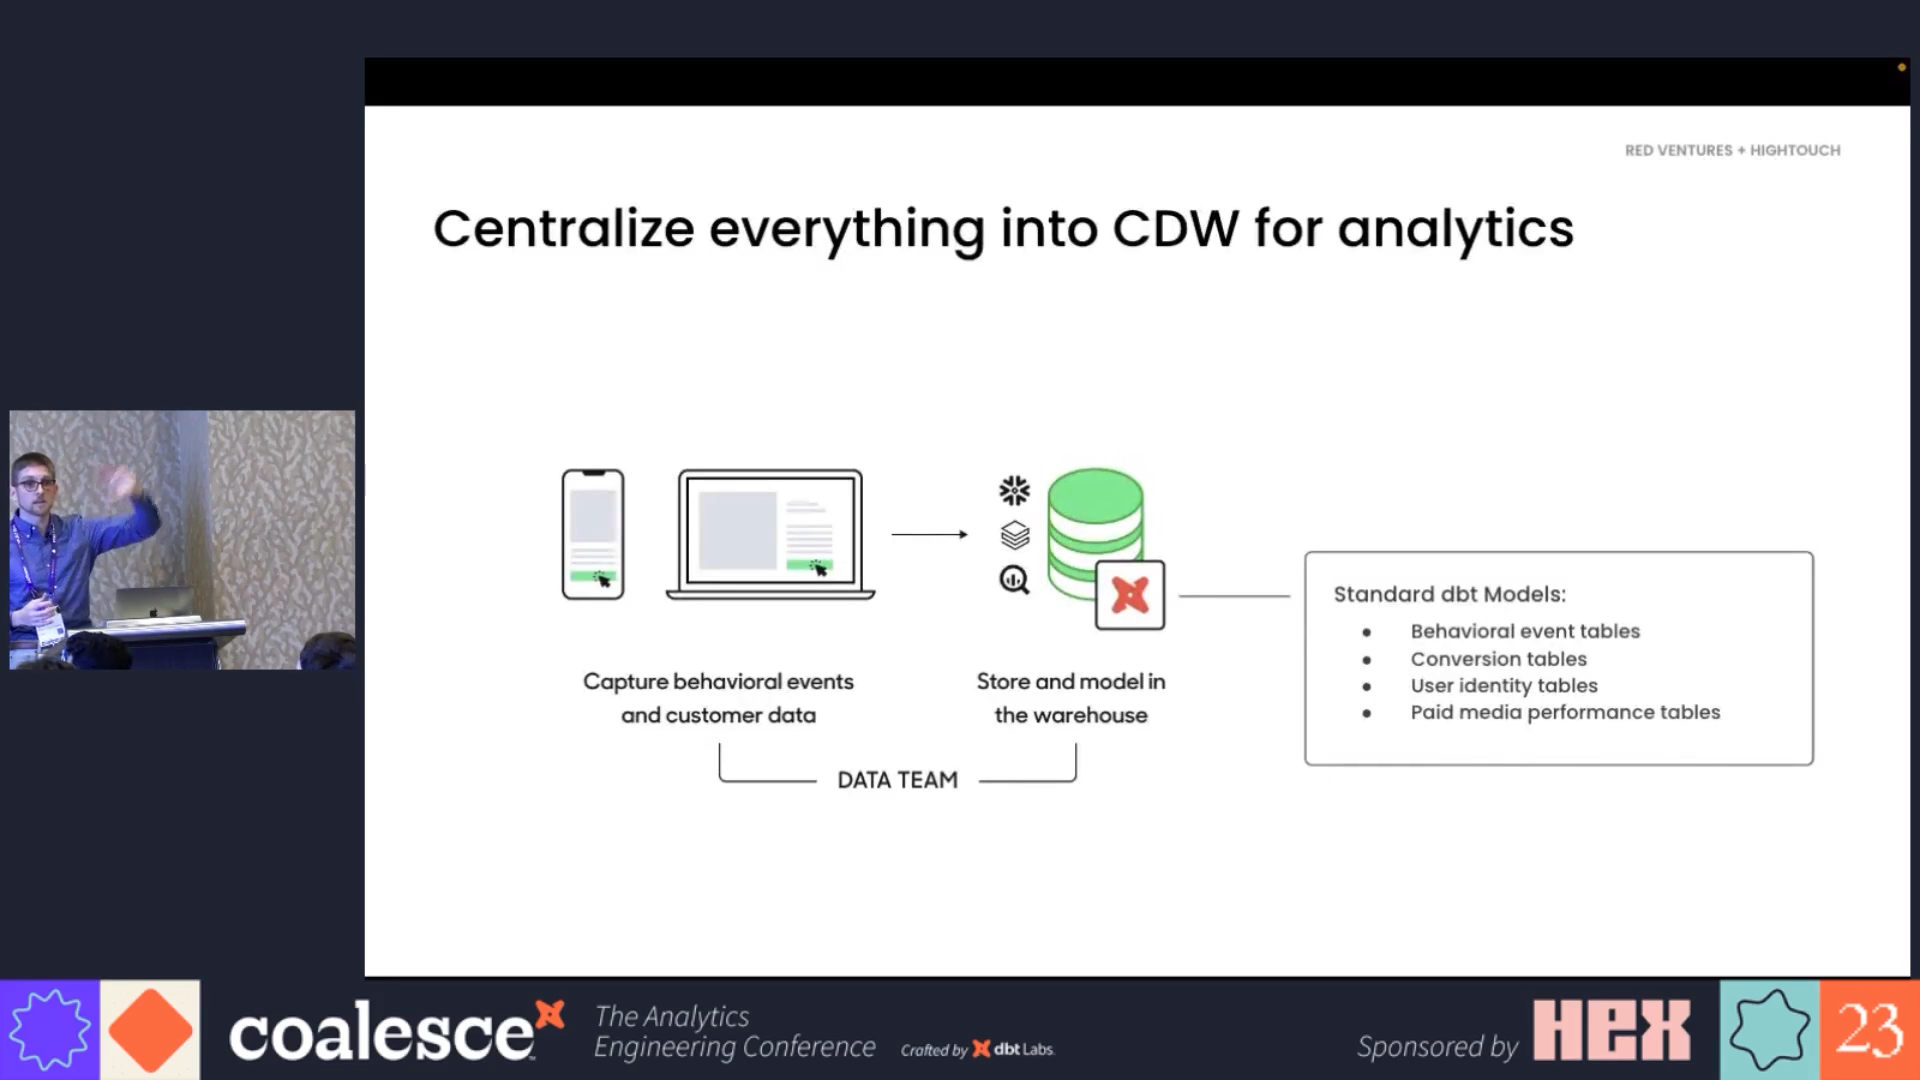 RED VENTURES + HIGHTOUCH
Centralize everything into CDW for analytics
Capture behavioral events
and customer data
Store and model in
the warehouse
DATA TEAM
Standard dbt Models:
• Behavioral event tables
• Conversion tables
• User identity tables
• Paid media performance tables
coalesce
The Analytics
Engineering Conference
Crafted by dbt Labs
Sponsored by
HEX
23